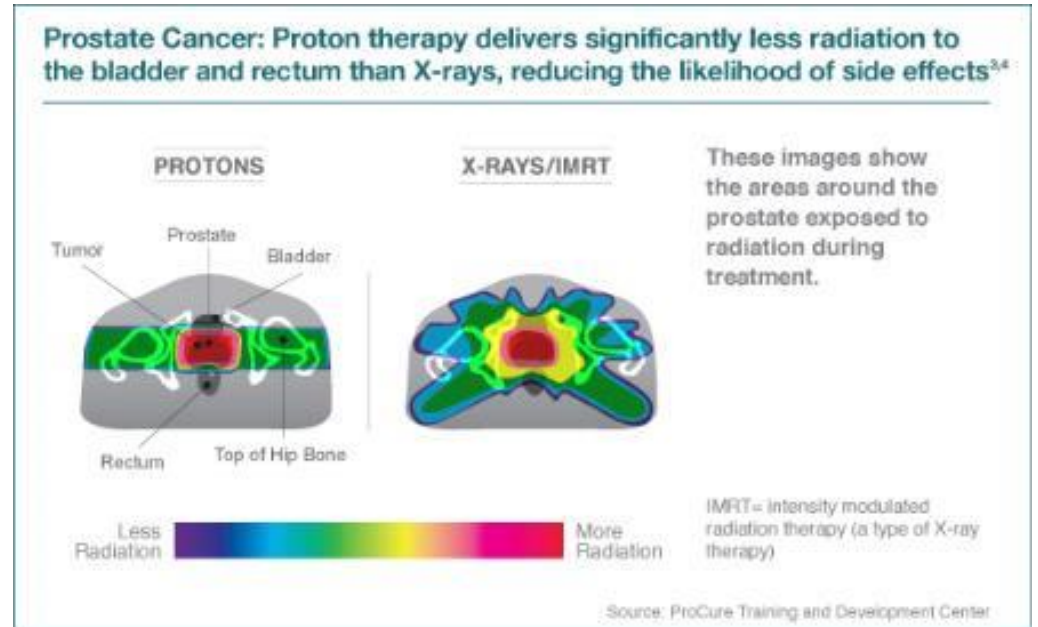 Prostate Cancer: Proton therapy delivers significantly less radiation to
the bladder and rectum than X-rays, reducing the likelihood of side effects³,⁴
PROTONS
X-RAYS/IMRT
These images show
the areas around the
prostate exposed to
radiation during
treatment.
Prostate
Tumor
Bladder
Rectum
Top of Hip Bone
Less
Radiation
More
Radiation
IMRT= intensity modulated
radiation therapy (a type of X-ray
therapy)
Source: ProCure Training and Development Center